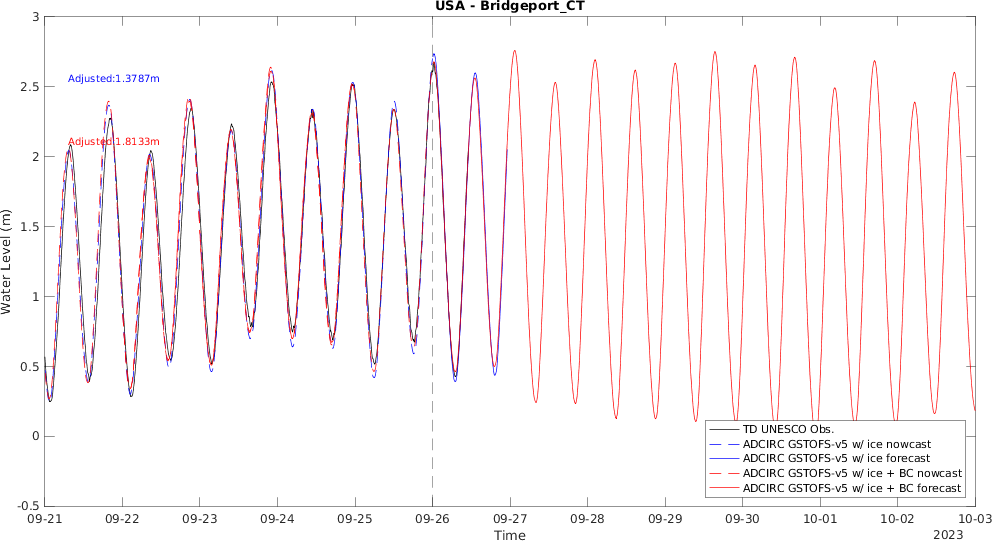 USA - Bridgeport_CT
3
2.5
2
1.5
1
0.5
0
-0.5
Water Level (m)
Adjusted:1.3787m
Adjusted:1.8133m
TD UNESCO Obs.
ADCIRC GSTOFS-v5 w/ ice nowcast
ADCIRC GSTOFS-v5 w/ ice forecast
ADCIRC GSTOFS-v5 w/ ice + BC nowcast
ADCIRC GSTOFS-v5 w/ ice + BC forecast
09-21 09-22 09-23 09-24 09-25 09-26 09-27 09-28 09-29 09-30 10-01 10-02 10-03
Time
2023